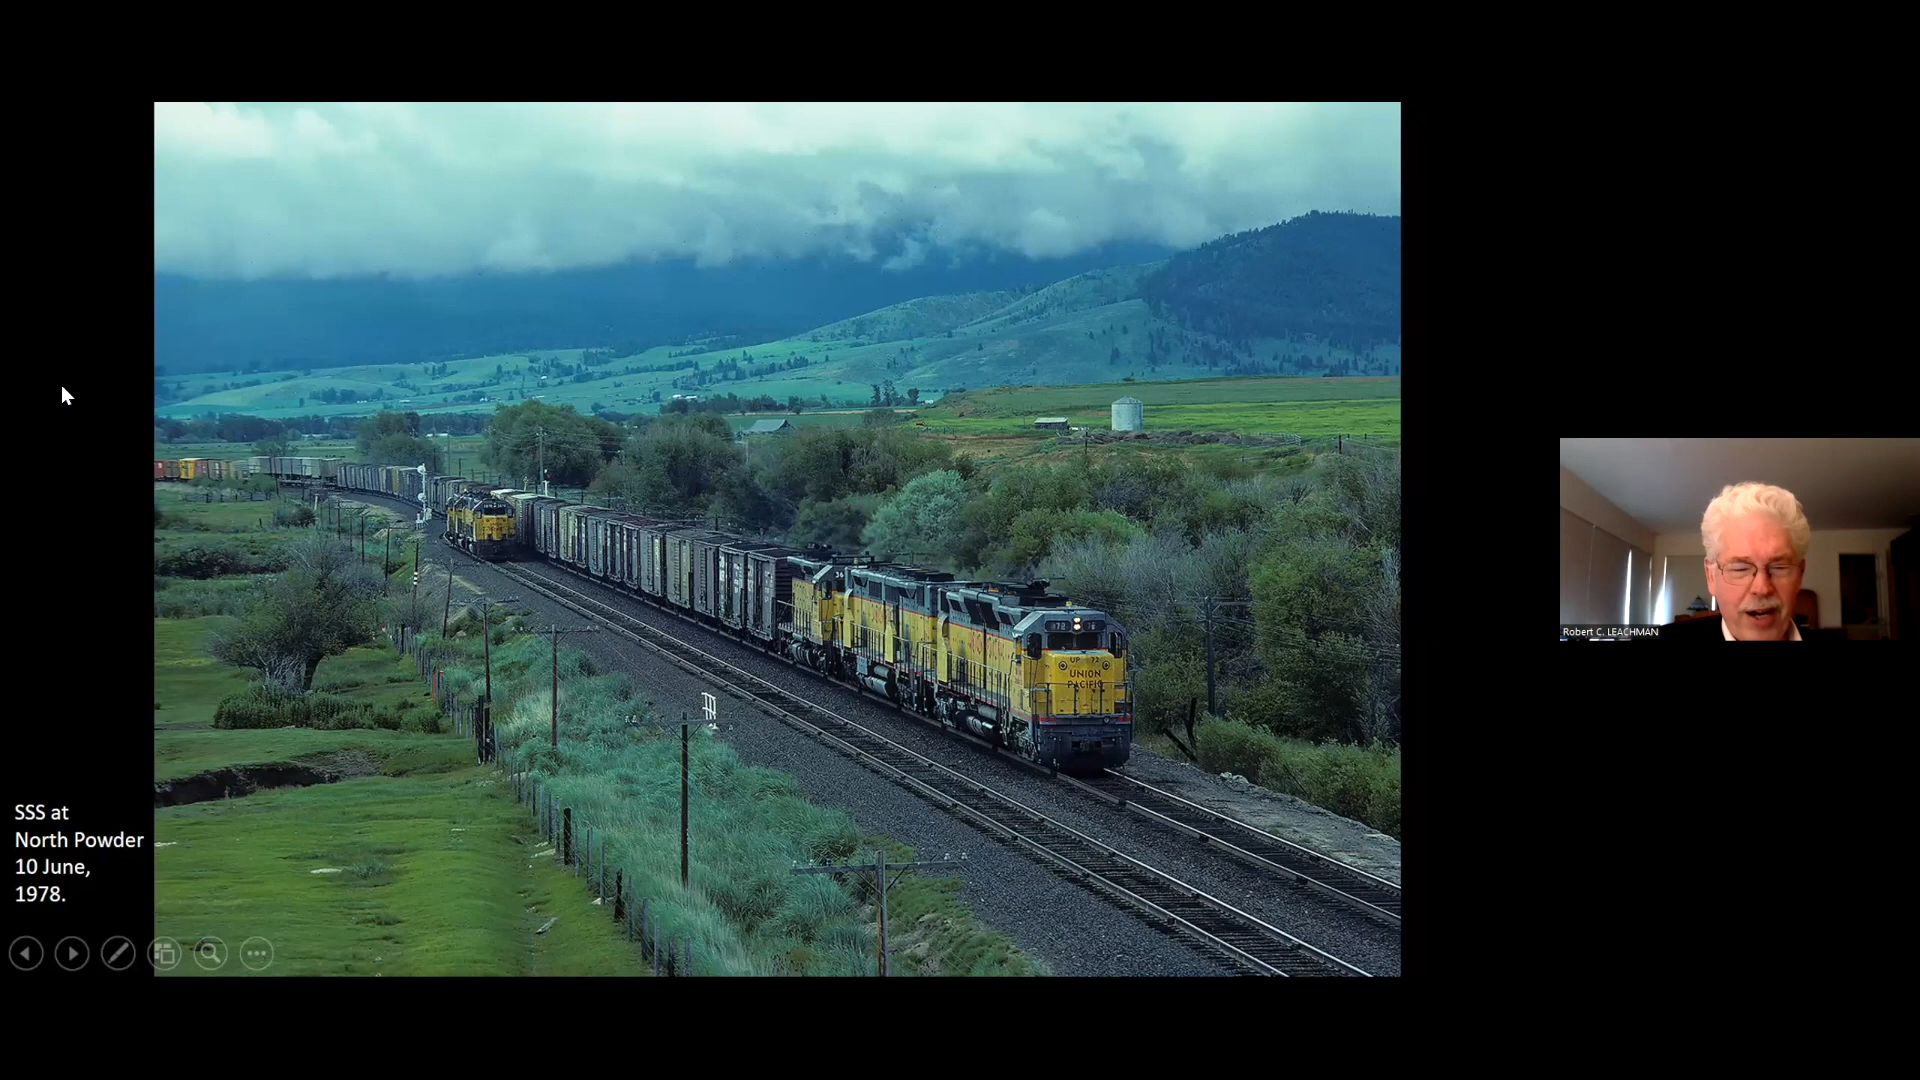 SSS at
North Powder
10 June,
1978.
UNION
PACIFIC
Robert C. LEACHMAN